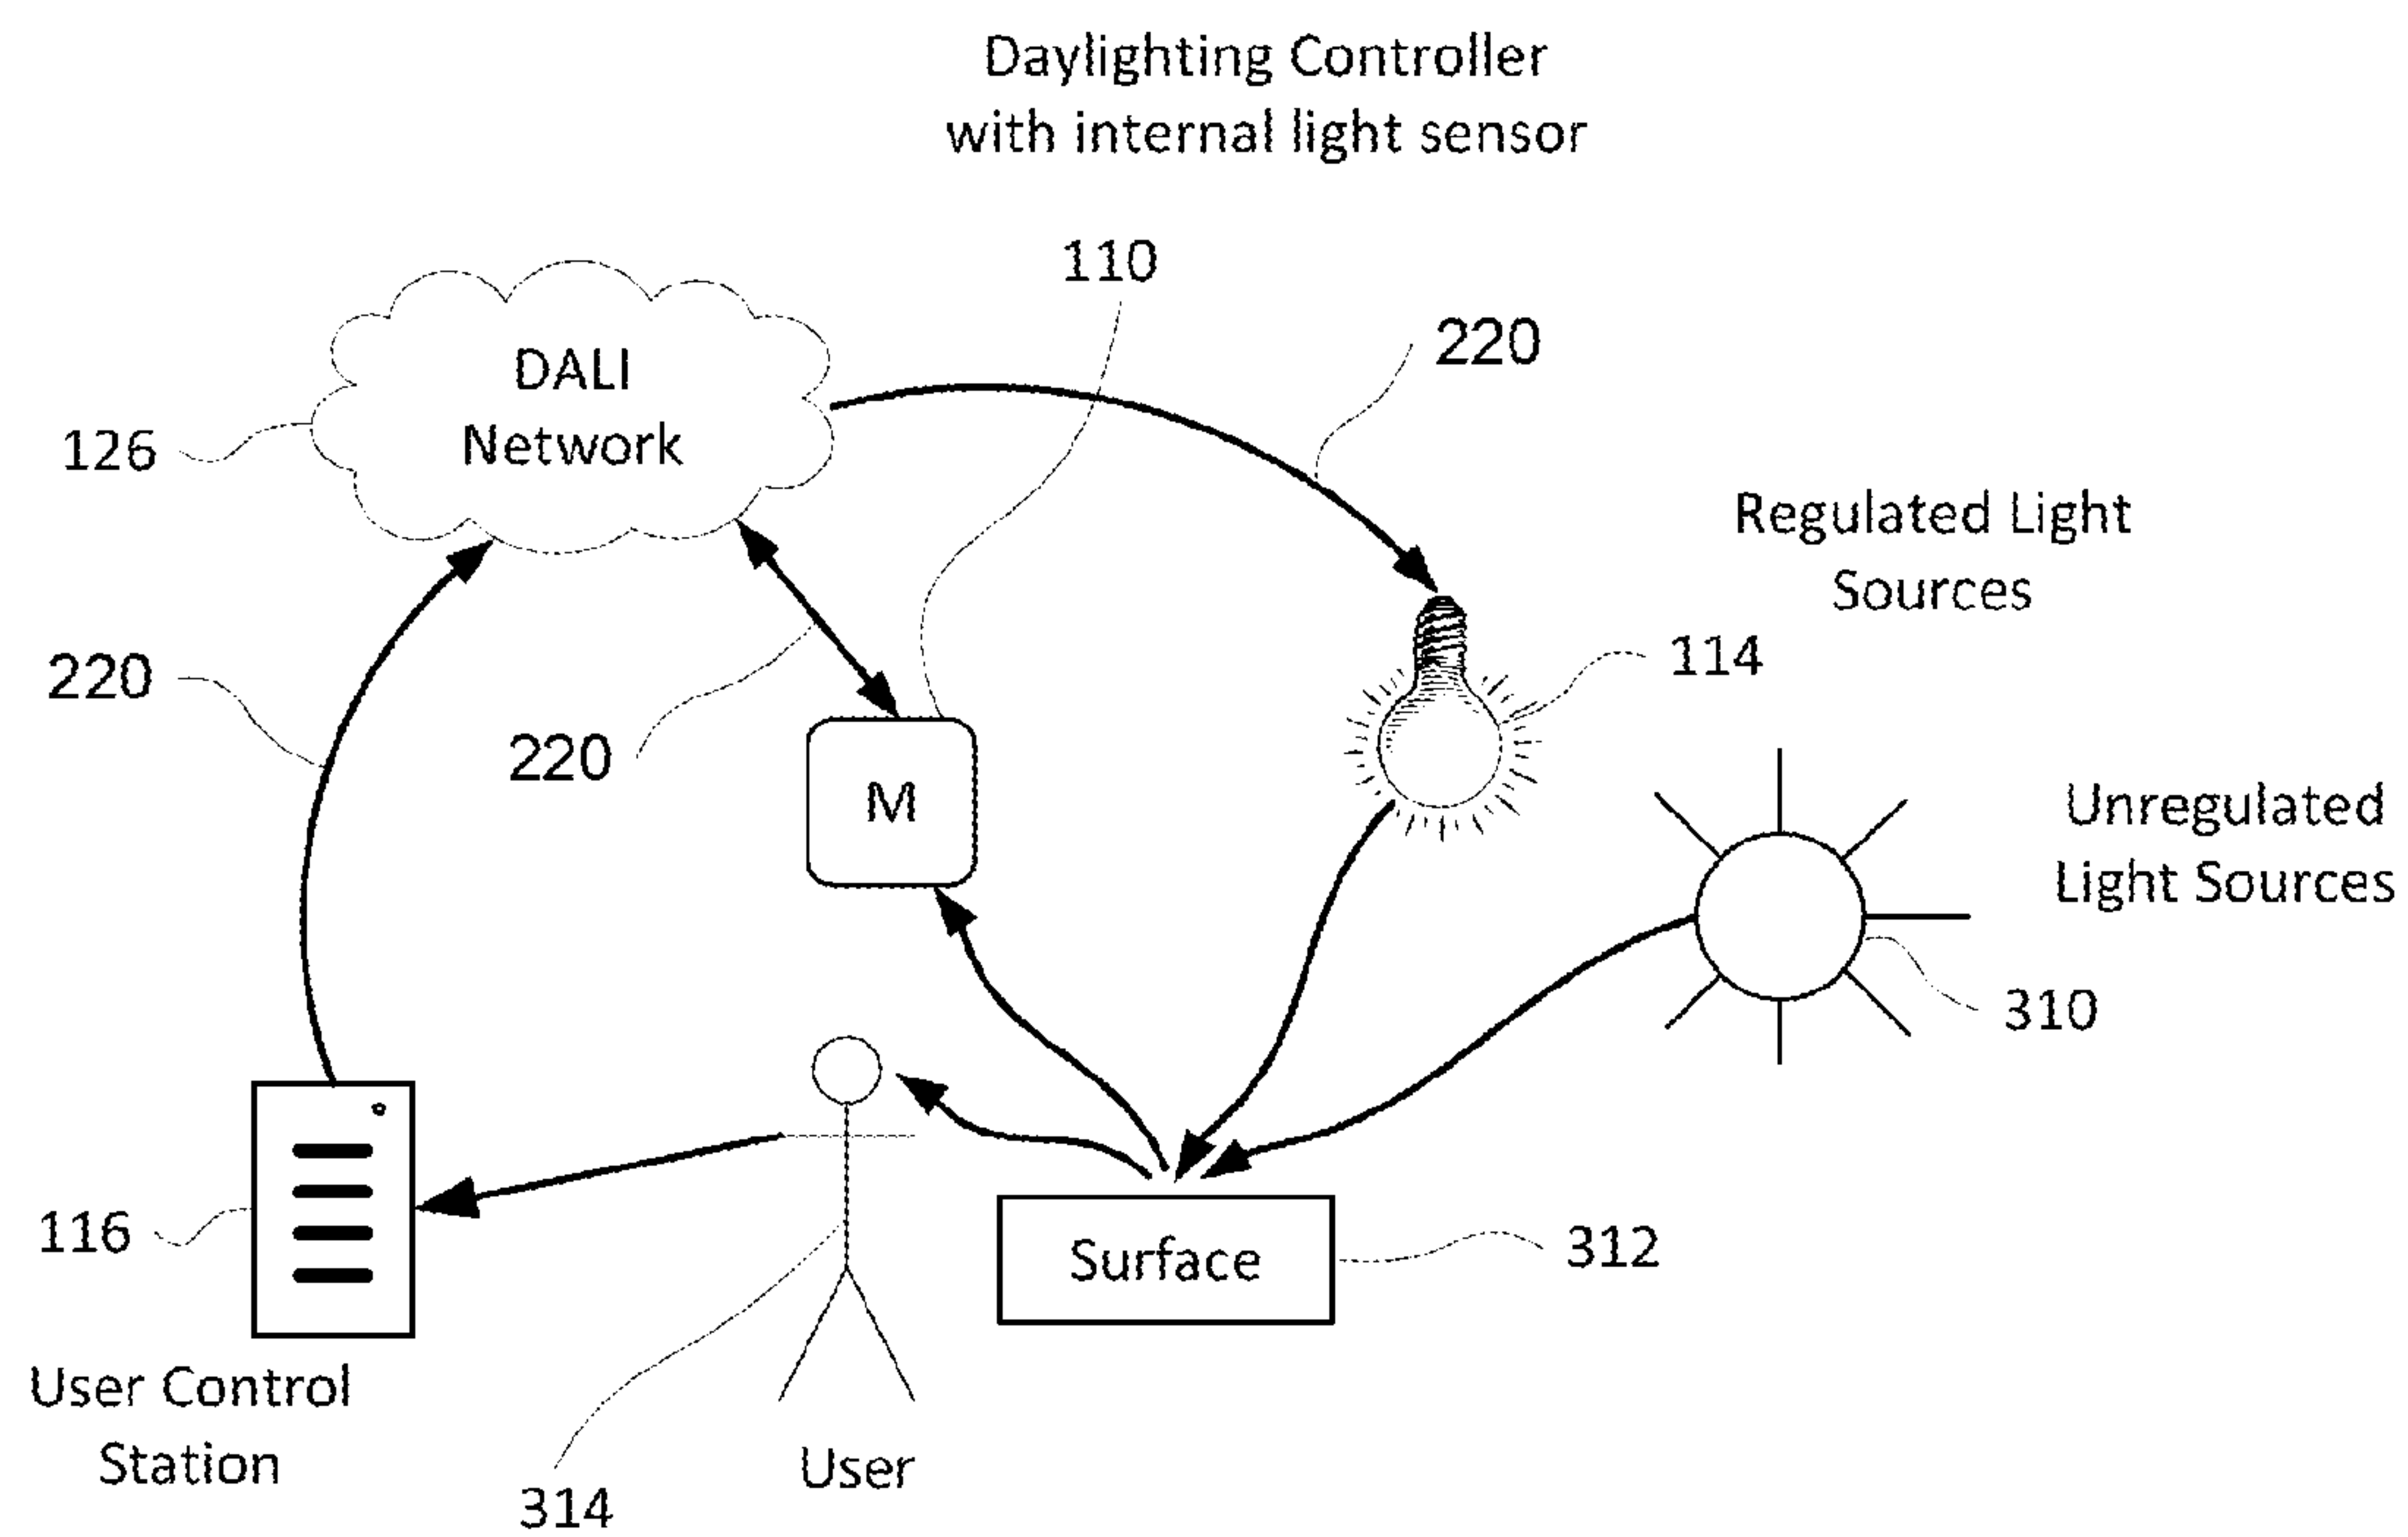 Daylighting Controller
with internal light sensor
110
220
DALI
Network
126
Regulated Light
Sources
114
220
220
M
Unregulated
Light Sources
310
116
Surface
312
User Control
Station
User
314